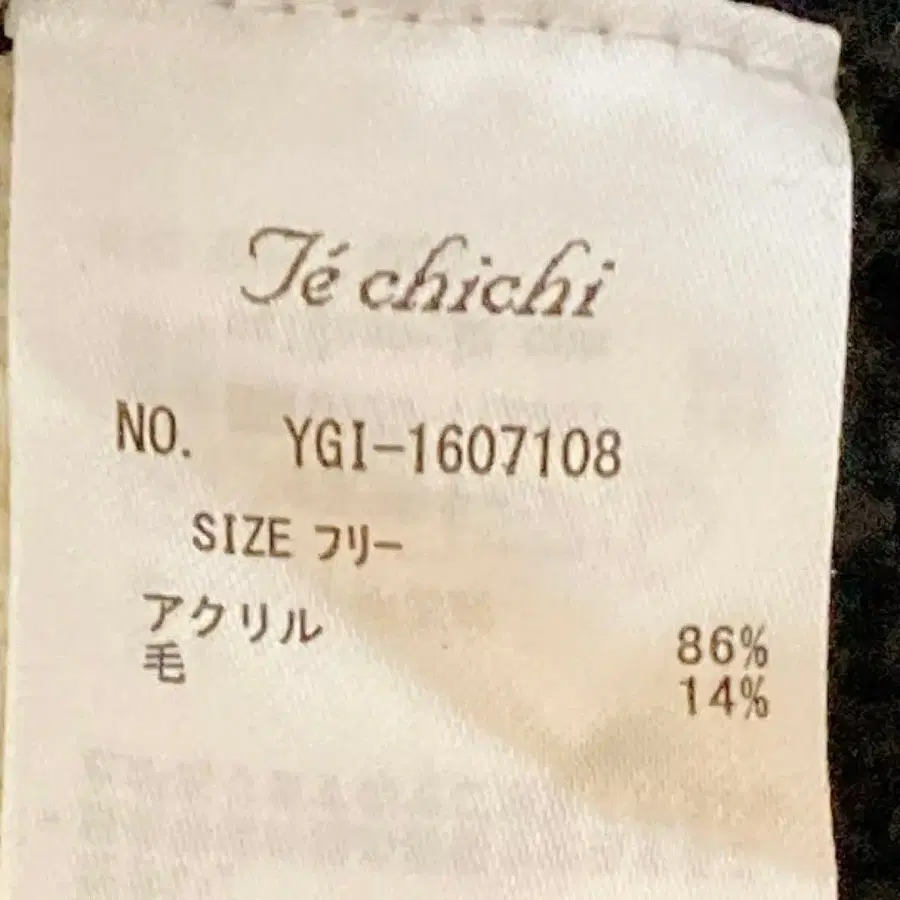 Té chichi
NO. YGI-1607108
SIZE フリー
アクリル 86%
毛 14%